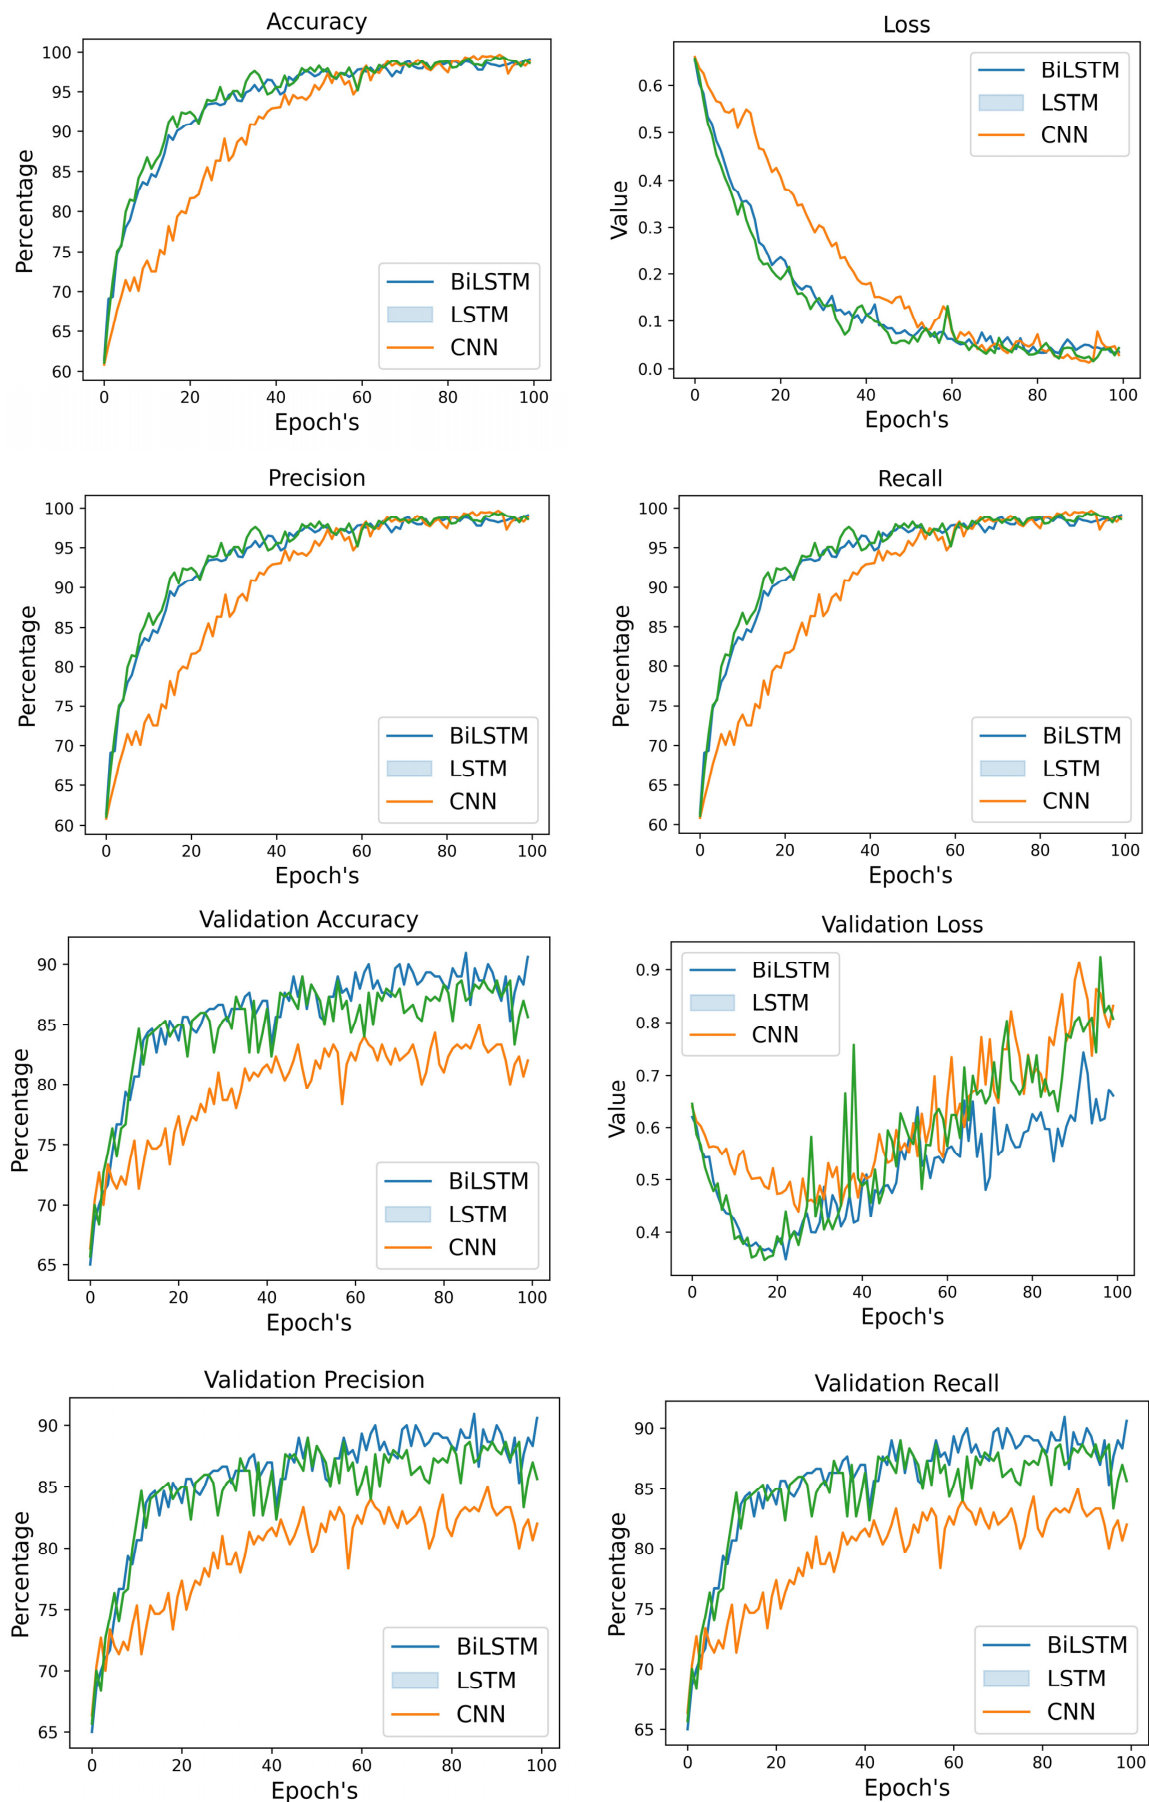 Accuracy
Percentage
100
95
90
85
80
75
70
65
60
BiLSTM
LSTM
CNN
0 20 40 60 80 100
Epoch's
Loss
Value
0.6
0.5
0.4
0.3
0.2
0.1
0.0
BiLSTM
LSTM
CNN
0 20 40 60 80 100
Epoch's
Precision
Percentage
100
95
90
85
80
75
70
65
60
BiLSTM
LSTM
CNN
0 20 40 60 80 100
Epoch's
Recall
Percentage
100
95
90
85
80
75
70
65
60
BiLSTM
LSTM
CNN
0 20 40 60 80 100
Epoch's
Validation Accuracy
Percentage
90
85
80
75
70
65
BiLSTM
LSTM
CNN
0 20 40 60 80 100
Epoch's
Validation Loss
Value
0.9
0.8
0.7
0.6
0.5
0.4
BiLSTM
LSTM
CNN
0 20 40 60 80 100
Epoch's
Validation Precision
Percentage
90
85
80
75
70
65
BiLSTM
LSTM
CNN
0 20 40 60 80 100
Epoch's
Validation Recall
Percentage
90
85
80
75
70
65
BiLSTM
LSTM
CNN
0 20 40 60 80 100
Epoch's